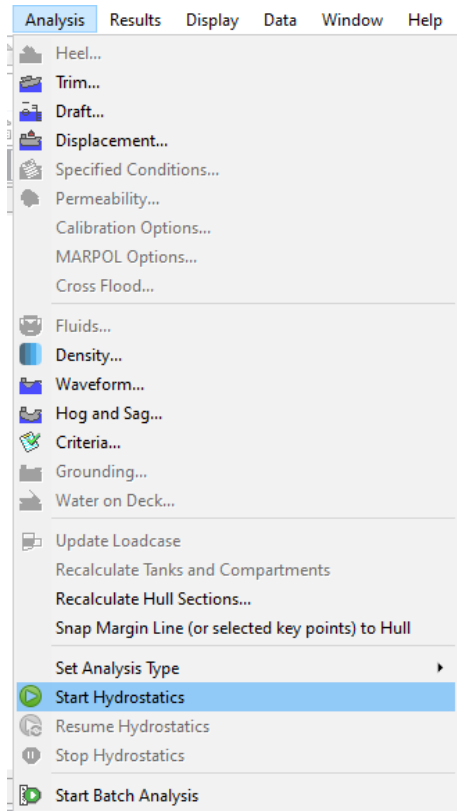 Analysis Results Display Data Window Help
Heel...
Trim...
Draft...
Displacement...
Specified Conditions...
Permeability...
Calibration Options...
MARPOL Options...
Cross Flood...
Fluids...
Density...
Waveform...
Hog and Sag...
Criteria...
Grounding...
Water on Deck...
Update Loadcase
Recalculate Tanks and Compartments
Recalculate Hull Sections...
Snap Margin Line (or selected key points) to Hull
Set Analysis Type
Start Hydrostatics
Resume Hydrostatics
Stop Hydrostatics
Start Batch Analysis